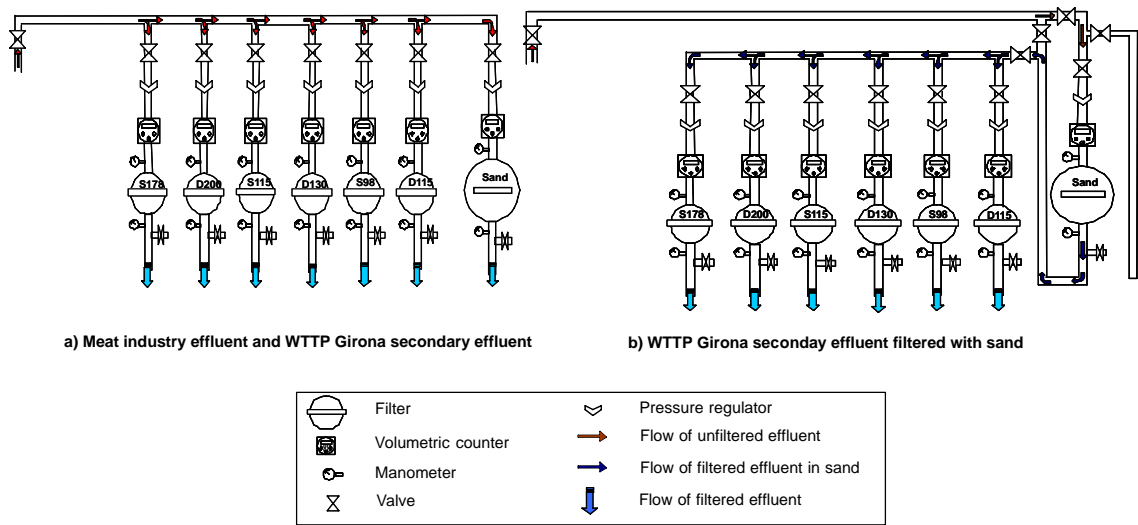 S178 D200 S115 D130 S98 D115 Sand
Sand
S178 D200 S115 D130 S98 D115
a) Meat industry effluent and WTTP Girona secondary effluent
b) WTTP Girona seconday effluent filtered with sand
Filter
Volumetric counter
Manometer
Valve
Pressure regulator
Flow of unfiltered effluent
Flow of filtered effluent in sand
Flow of filtered effluent